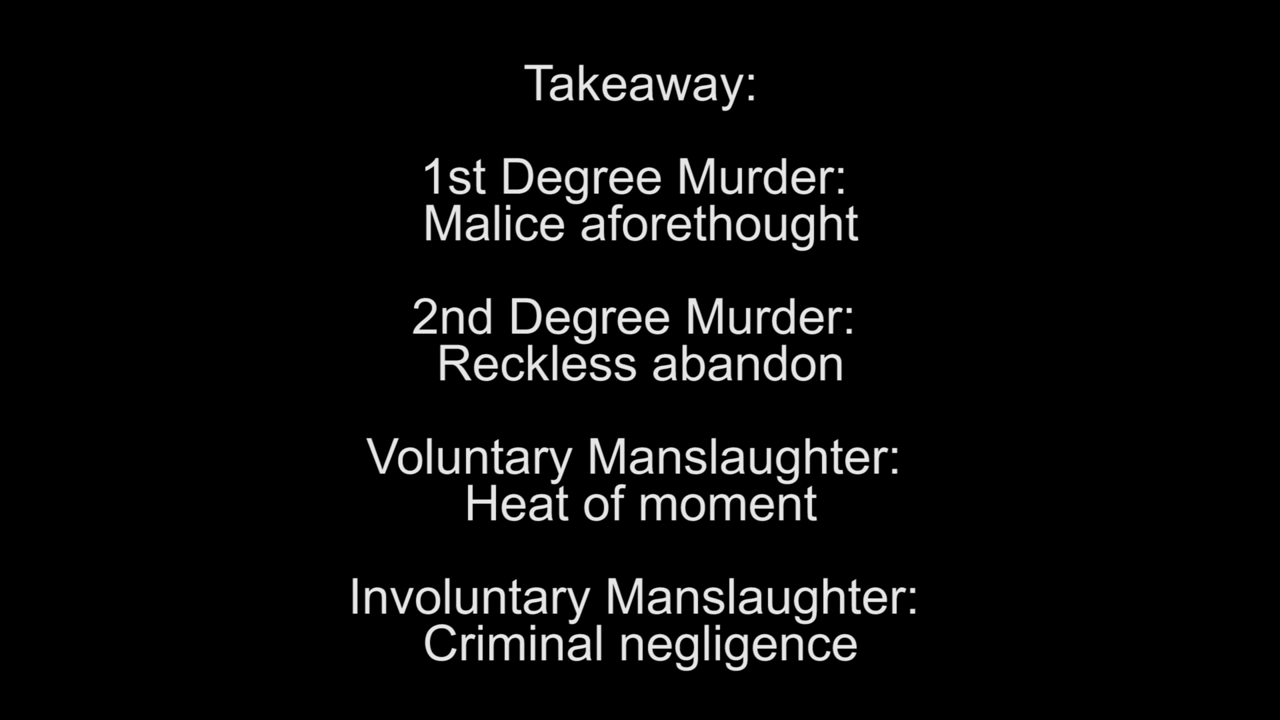 Takeaway:
1st Degree Murder:
Malice aforethought
2nd Degree Murder:
Reckless abandon
Voluntary Manslaughter:
Heat of moment
Involuntary Manslaughter:
Criminal negligence